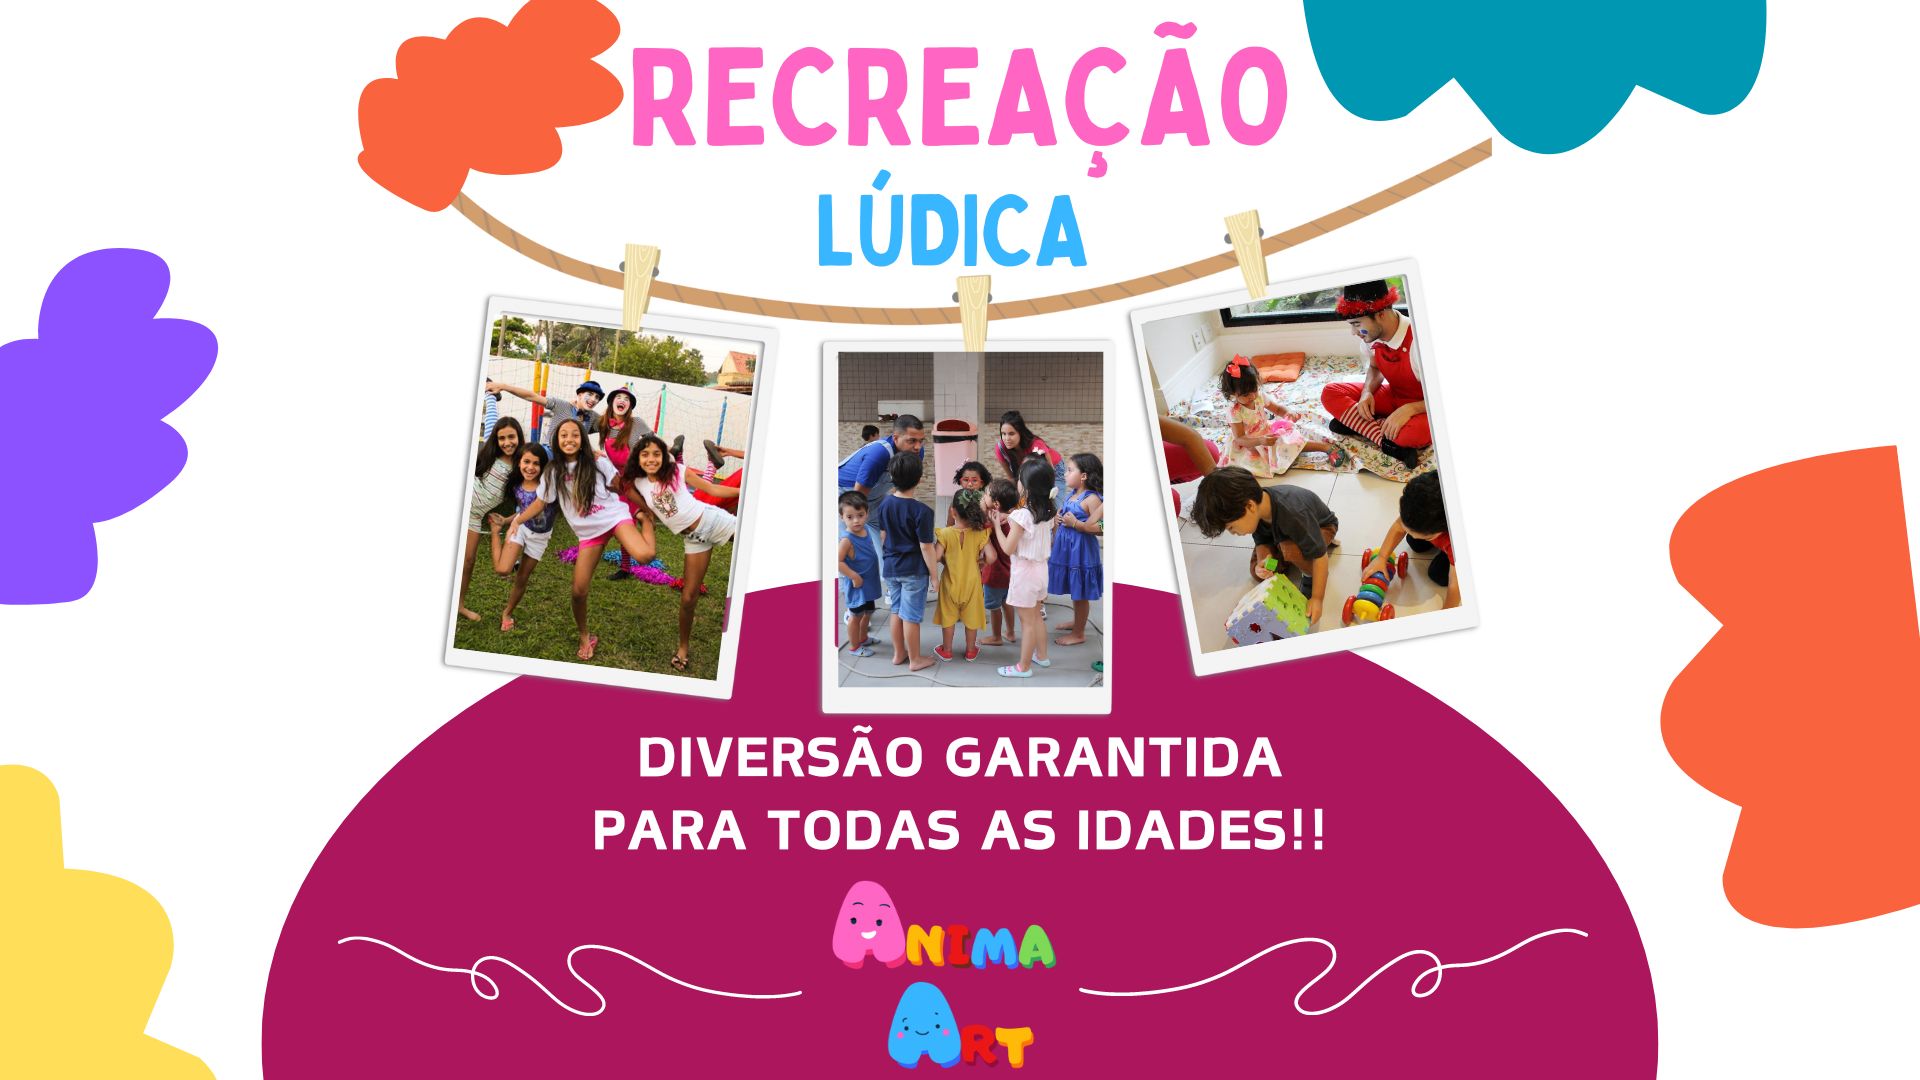 RECREAÇÃO
LÚDICA
DIVERSÃO GARANTIDA
PARA TODAS AS IDADES!!
ANIMA
ART